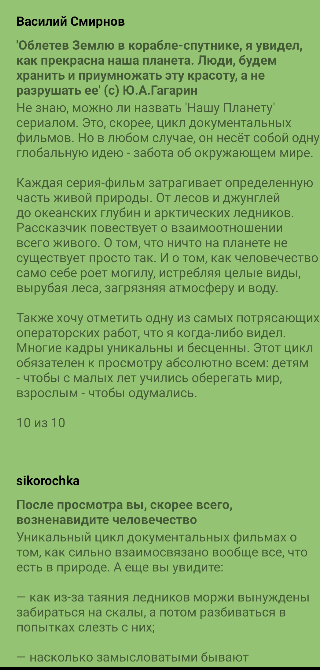 Василий Смирнов
'Облетев Землю в корабле-спутнике, я увидел,
как прекрасна наша планета. Люди, будем
хранить и приумножать эту красоту, а не
разрушать ее' (с) Ю.А.Гагарин
Не знаю, можно ли назвать 'Нашу Планету'
сериалом. Это, скорее, цикл документальных
фильмов. Но в любом случае, он несёт собой одну
глобальную идею - забота об окружающем мире.
Каждая серия-фильм затрагивает определенную
часть живой природы. От лесов и джунглей
до океанских глубин и арктических ледников.
Рассказчик повествует о взаимоотношении
всего живого. О том, что ничто на планете не
существует просто так. И о том, как человечество
само себе роет могилу, истребляя целые виды,
вырубая леса, загрязняя атмосферу и воду.
Также хочу отметить одну из самых потрясающих
операторских работ, что я когда-либо видел.
Многие кадры уникальны и бесценны. Этот цикл
обязателен к просмотру абсолютно всем: детям
- чтобы с малых лет учились оберегать мир,
взрослым - чтобы одумались.
10 из 10
sikorochka
После просмотра вы, скорее всего,
возненавидите человечество
Уникальный цикл документальных фильмах о
том, как сильно взаимосвязано вообще все, что
есть в природе. А еще вы увидите:
— как из-за таяния ледников моржи вынуждены
забираться на скалы, а потом разбиваться в
попытках слезть с них;
— насколько замысловатыми бывают